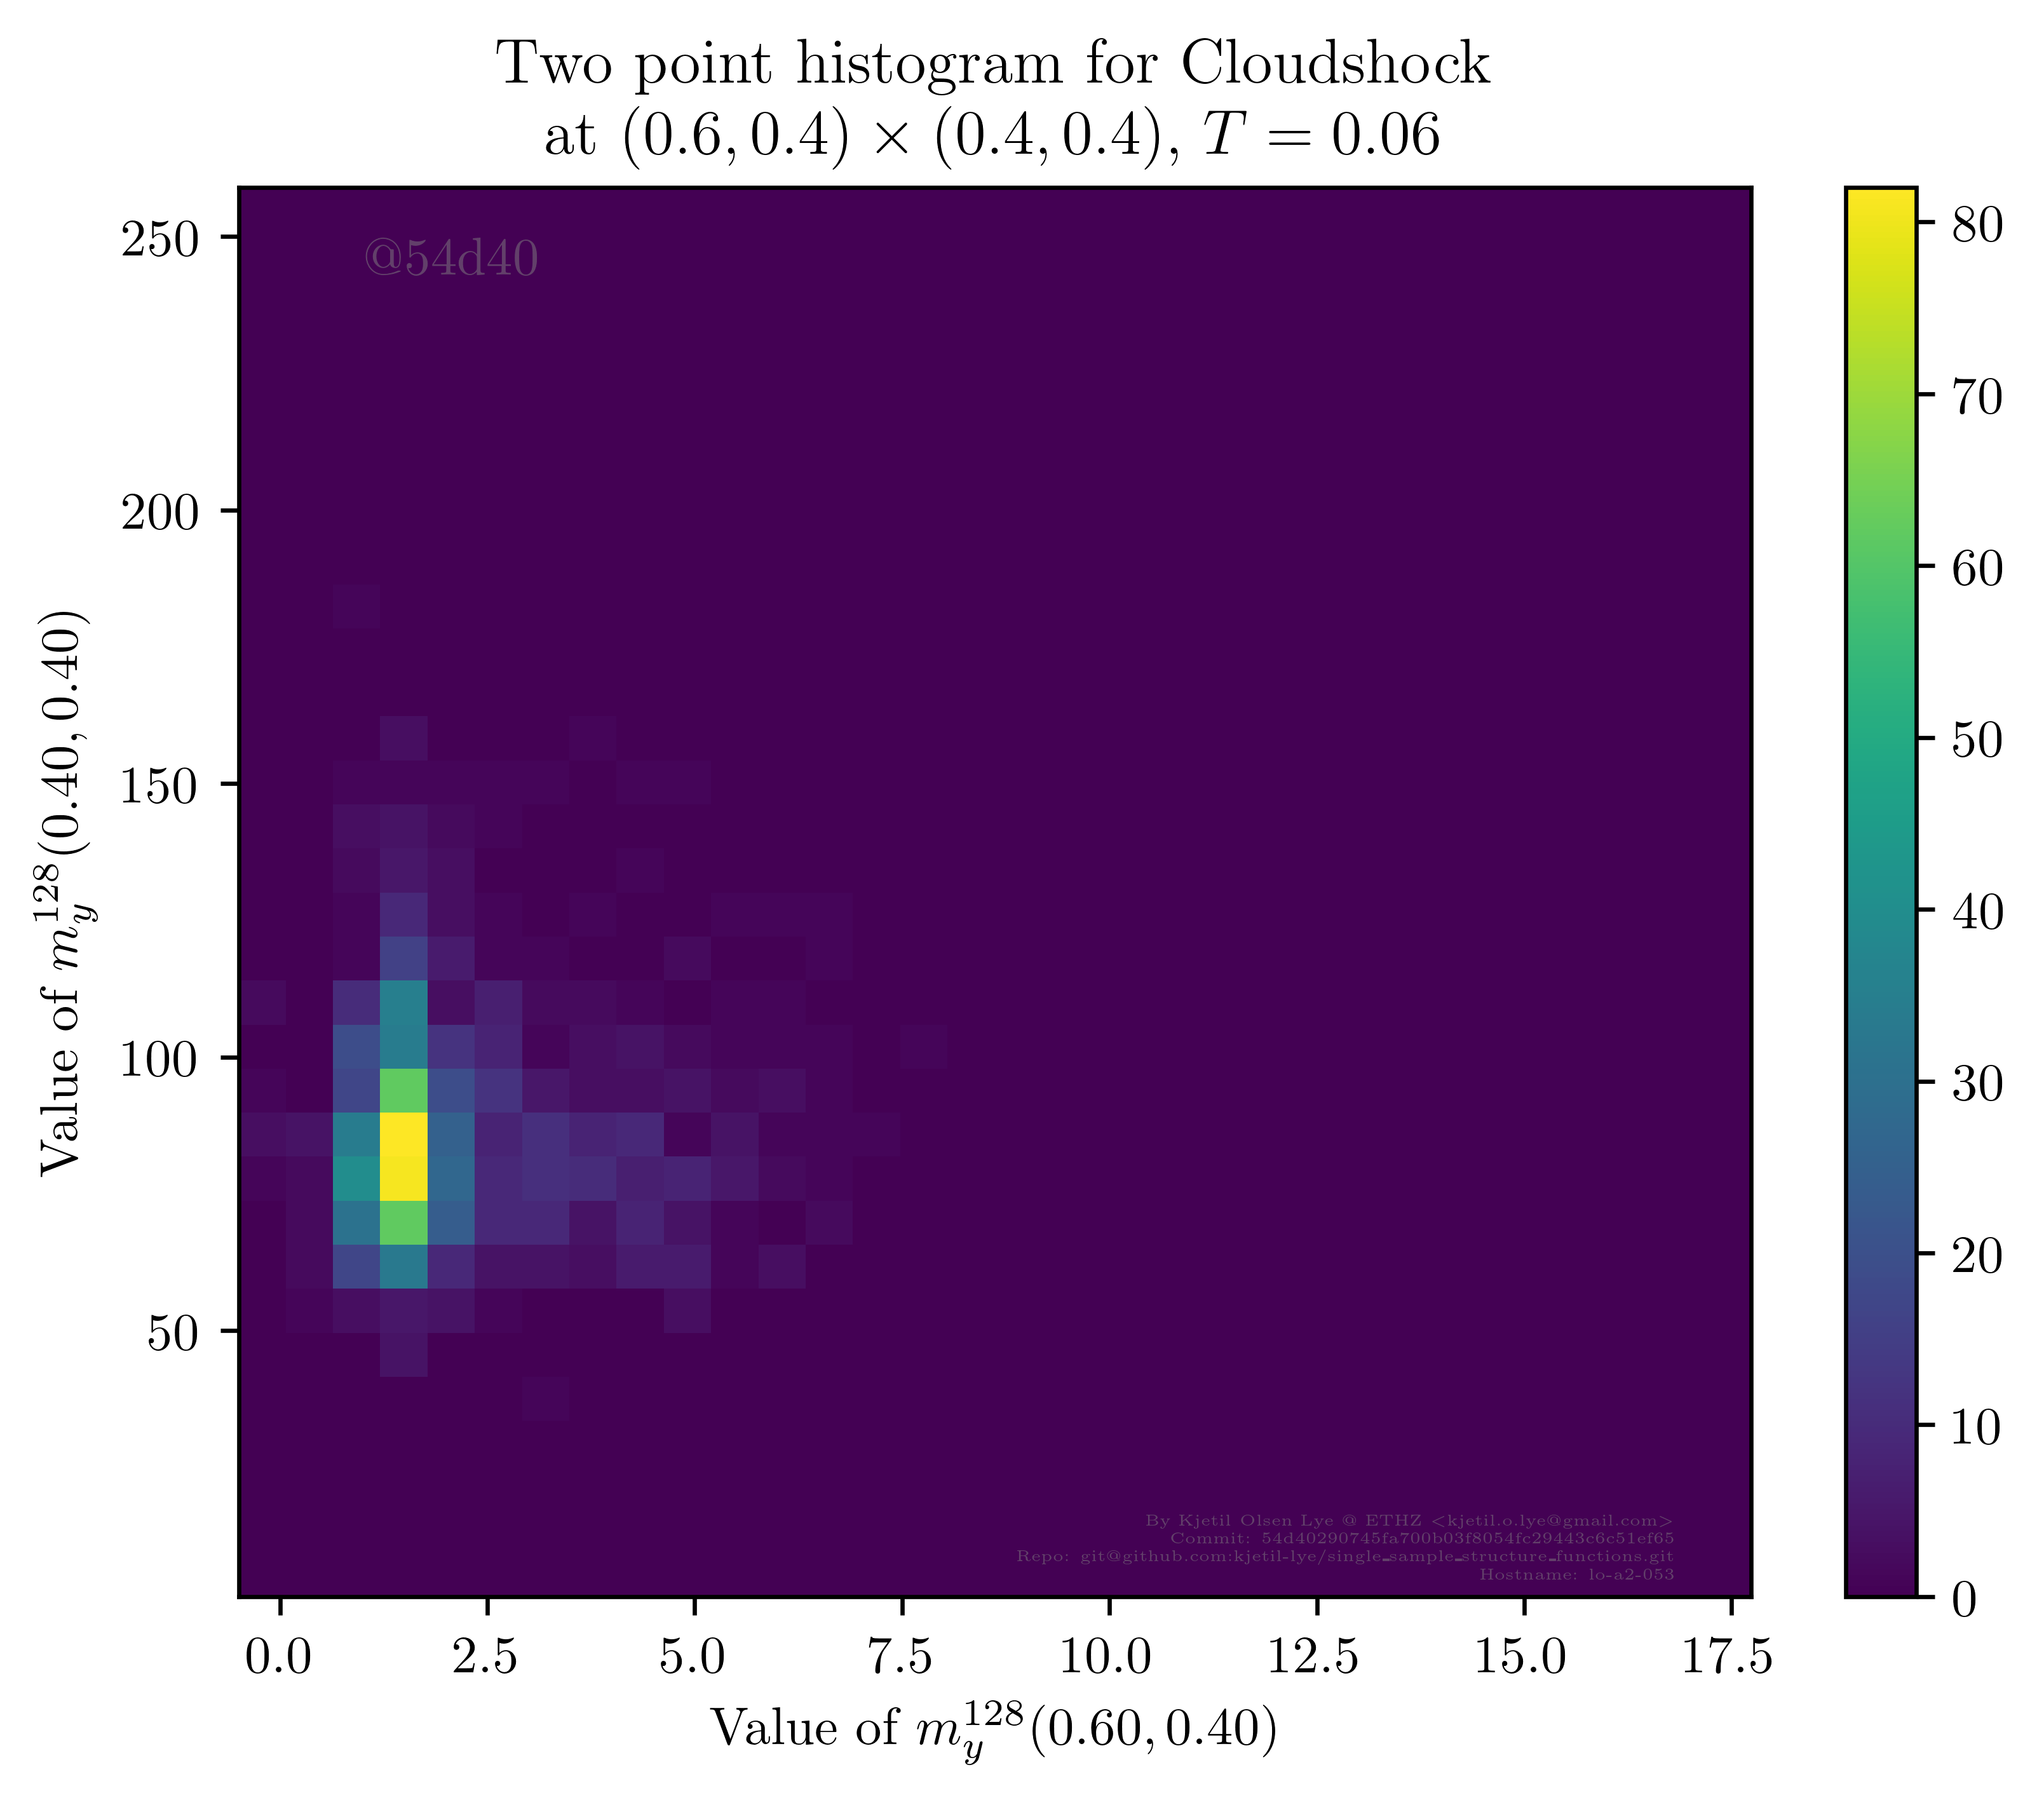 Two point histogram for Cloudshock
at (0.6, 0.4) × (0.4, 0.4), T = 0.06
@54d40
250
200
150
100
50
Value of m_y^128(0.40, 0.40)
0.0 2.5 5.0 7.5 10.0 12.5 15.0 17.5
Value of m_y^128(0.60, 0.40)
80
70
60
50
40
30
20
10
0
By Kjetil Olsen Lye @ ETHZ <kjetil.o.lye@gmail.com>
Commit: 54d40290745fa700b03f8054fc29443c6c51ef65
Repo: git@github.com:kjetil-lye/single_sample_structure_functions.git
Hostname: lo-a2-053